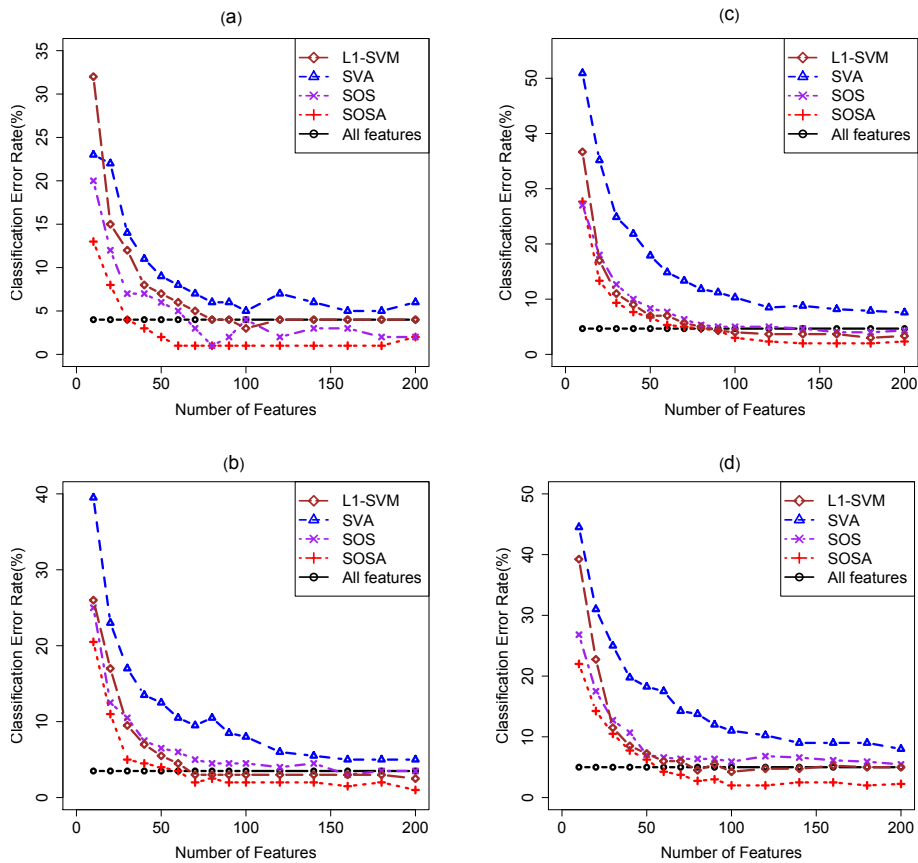 (a)
Classification Error Rate(%)
35
30
25
20
15
10
5
0
0 50 100 150 200
Number of Features
L1-SVM
SVA
SOS
SOSA
All features
(c)
Classification Error Rate(%)
50
40
30
20
10
0
0 50 100 150 200
Number of Features
L1-SVM
SVA
SOS
SOSA
All features
(b)
Classification Error Rate(%)
40
30
20
10
0
0 50 100 150 200
Number of Features
L1-SVM
SVA
SOS
SOSA
All features
(d)
Classification Error Rate(%)
50
40
30
20
10
0
0 50 100 150 200
Number of Features
L1-SVM
SVA
SOS
SOSA
All features